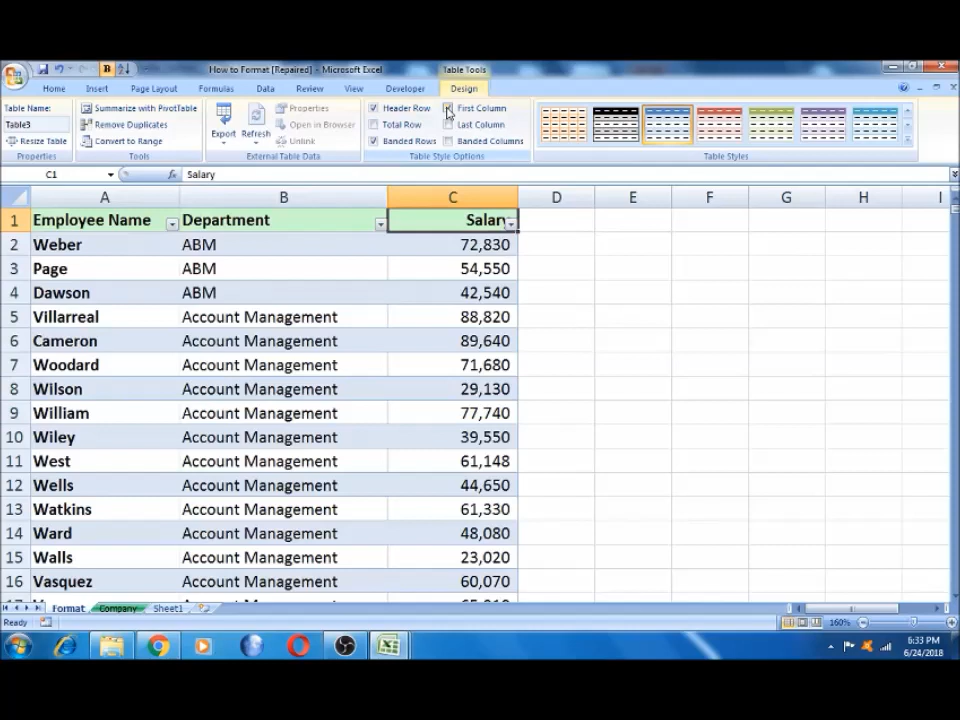 How to Format [Repaired] - Microsoft Excel
Table Tools
Home Insert Page Layout Formulas Data Review View Developer Design
Table Name: Summarize with PivotTable Properties Header Row First Column
Table3 Remove Duplicates Export Refresh Open in Browser Total Row Last Column
Resize Table Convert to Range Unlink Banded Rows Banded Columns
Properties Tools External Table Data Table Style Options Table Styles
C1 fx Salary
A B C D E F G H I
1 Employee Name Department Salary
2 Weber ABM 72,830
3 Page ABM 54,550
4 Dawson ABM 42,540
5 Villarreal Account Management 88,820
6 Cameron Account Management 89,640
7 Woodard Account Management 71,680
8 Wilson Account Management 29,130
9 William Account Management 77,740
10 Wiley Account Management 39,550
11 West Account Management 61,148
12 Wells Account Management 44,650
13 Watkins Account Management 61,330
14 Ward Account Management 48,080
15 Walls Account Management 23,020
16 Vasquez Account Management 60,070
Format Company Sheet1
Ready 160%
6:33 PM
6/24/2018